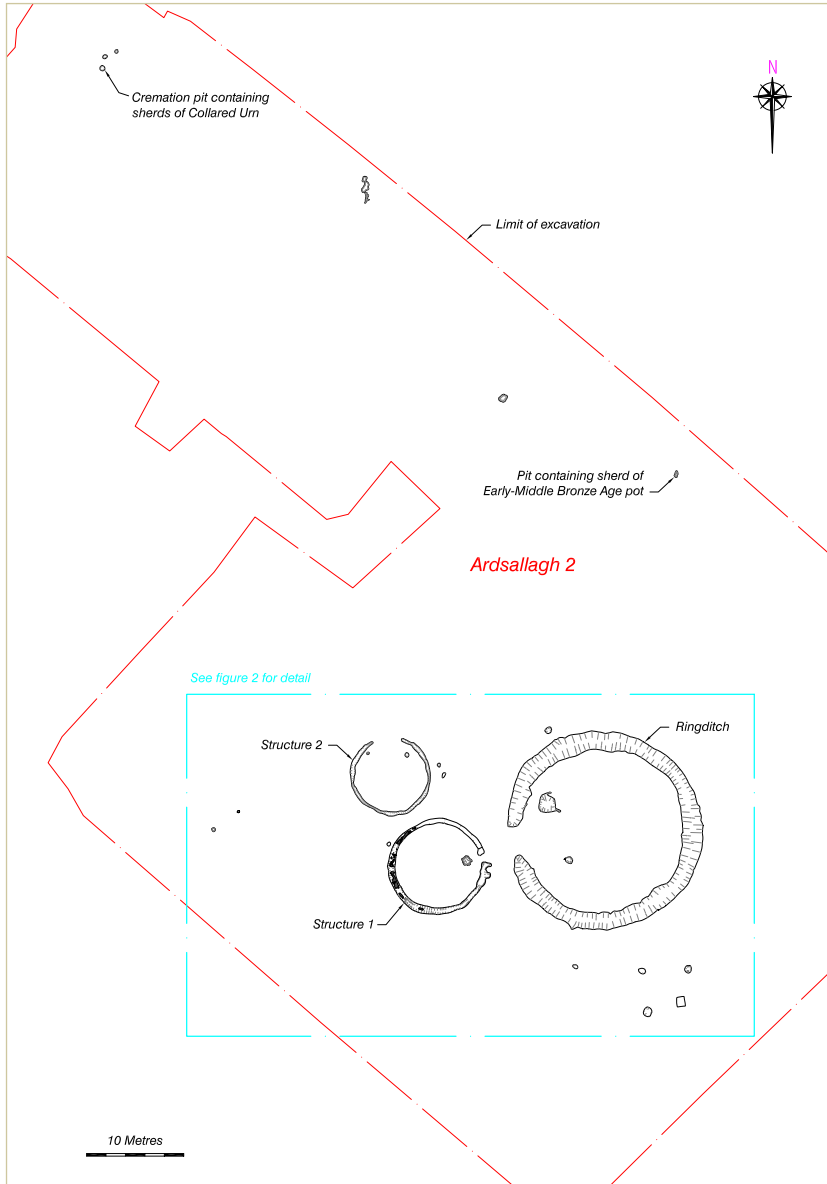 N
Cremation pit containing
sherds of Collared Urn
Limit of excavation
Pit containing sherd of
Early-Middle Bronze Age pot
Ardsallagh 2
See figure 2 for detail
Ringditch
Structure 2
Structure 1
10 Metres